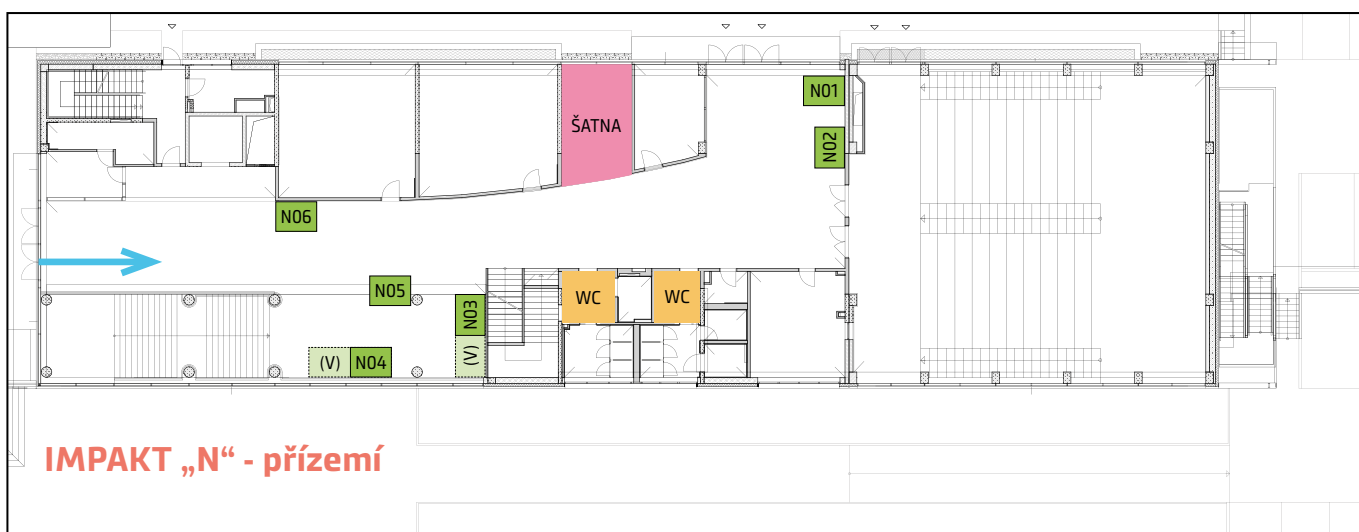 N01
ŠATNA
N02
N06
N05
WC
WC
N03
(V)
N04
(V)
IMPAKT „N“ - přízemí